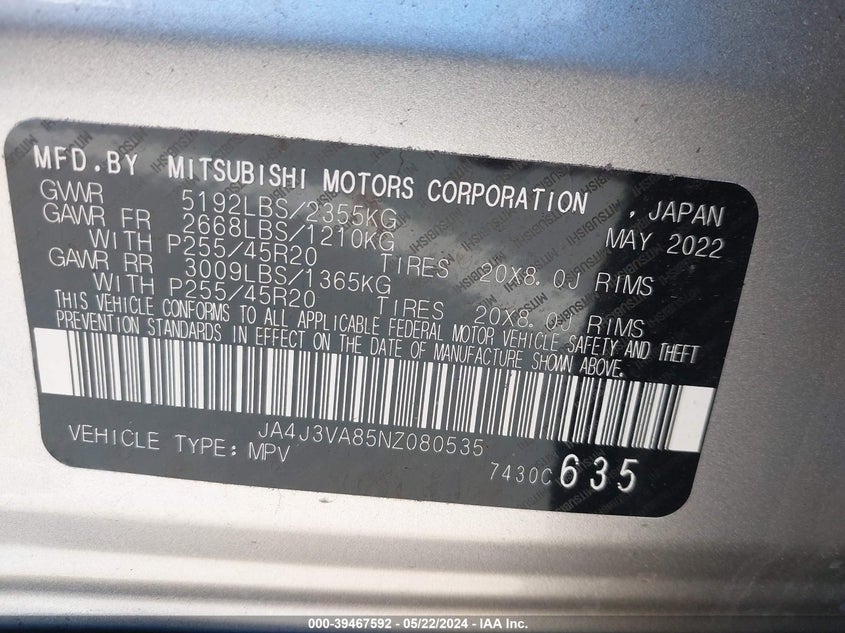 MFD.BY MITSUBISHI MOTORS CORPORATION , JAPAN
GVWR 5192LBS/2355KG MAY 2022
GAWR FR 2668LBS/1210KG
WITH P255/45R20 TIRES 20X8.0J RIMS
GAWR RR 3009LBS/1365KG
WITH P255/45R20 TIRES 20X8.0J RIMS
THIS VEHICLE CONFORMS TO ALL APPLICABLE FEDERAL MOTOR VEHICLE SAFETY AND THEFT
PREVENTION STANDARDS IN EFFECT ON THE DATE OF MANUFACTURE SHOWN ABOVE.
JA4J3VA85NZ080535
VEHICLE TYPE: MPV 7430C 635
000-39467592 - 05/22/2024 - IAA Inc.